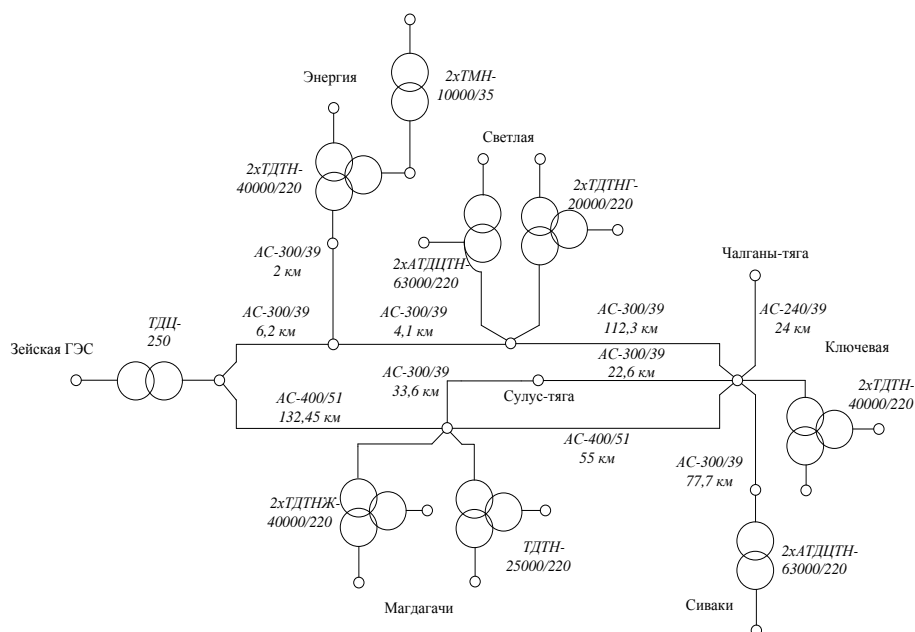 2хТМН-
10000/35
Энергия
Светлая
2хТДТН-
40000/220
2хТДТНГ-
20000/220
АС-300/39
2 км
2хАТДЦТН-
63000/220
Чалганы-тяга
ТДЦ-
250
АС-300/39
6,2 км
АС-300/39
4,1 км
АС-300/39
112,3 км
АС-240/39
24 км
Зейская ГЭС
Ключевая
АС-300/39
33,6 км
АС-300/39
22,6 км
Сулус-тяга
2хТДТН-
40000/220
АС-400/51
132,45 км
АС-400/51
55 км
АС-300/39
77,7 км
2хТДТНЖ-
40000/220
ТДТН-
25000/220
2хАТДЦТН-
63000/220
Магдагачи
Сиваки